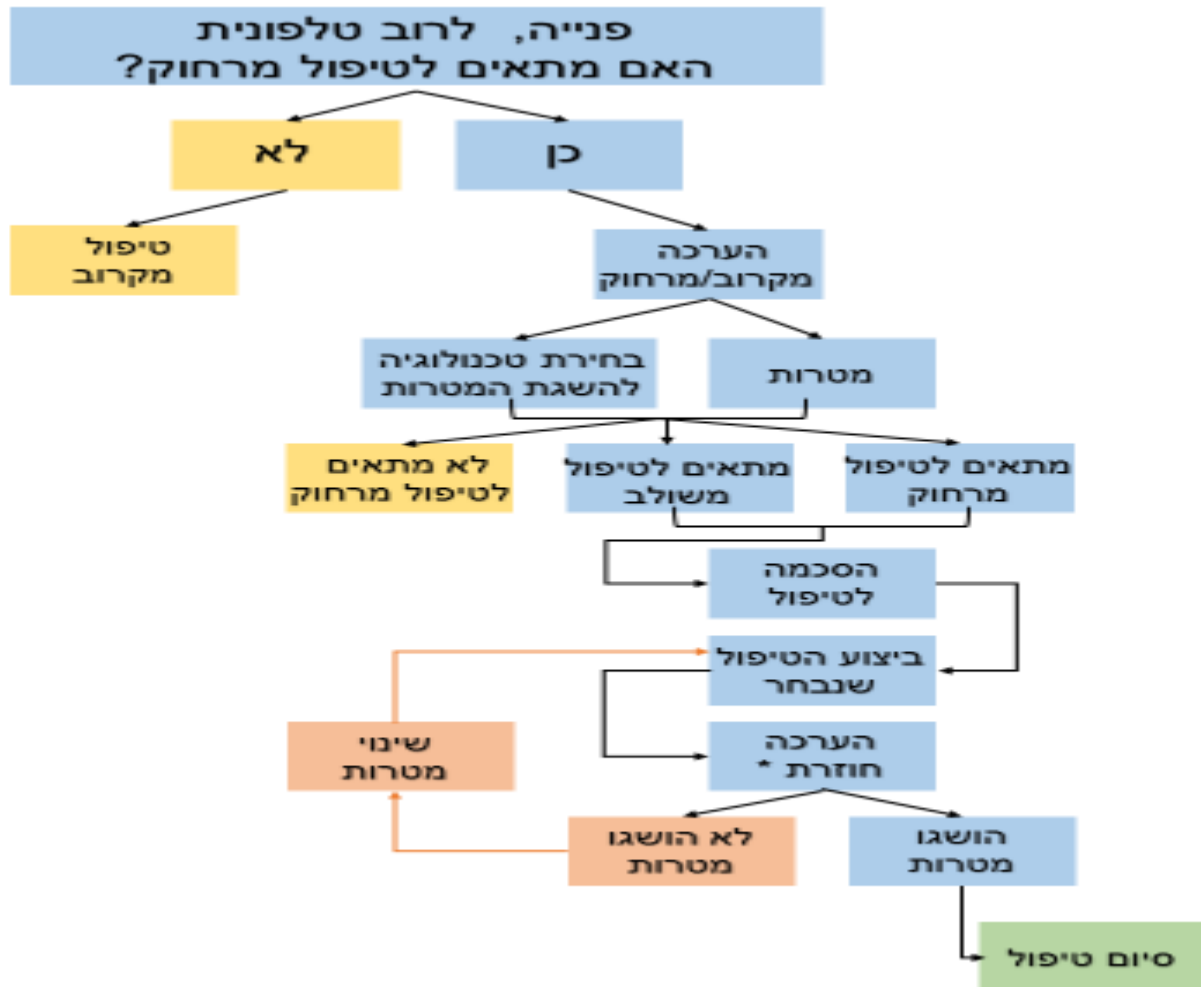 פנייה, לרוב טלפונית
האם מתאים לטיפול מרחוק?
כן
לא
טיפול
מקרוב
הערכה
מקרוב/מרחוק
מטרות
בחירת טכנולוגיה
להשגת המטרות
מתאים לטיפול
מרחוק
מתאים לטיפול
משולב
לא מתאים
לטיפול מרחוק
הסכמה
לטיפול
ביצוע הטיפול
שנבחר
הערכה
חוזרת *
שינוי
מטרות
הושגו
מטרות
לא הושגו
מטרות
סיום טיפול